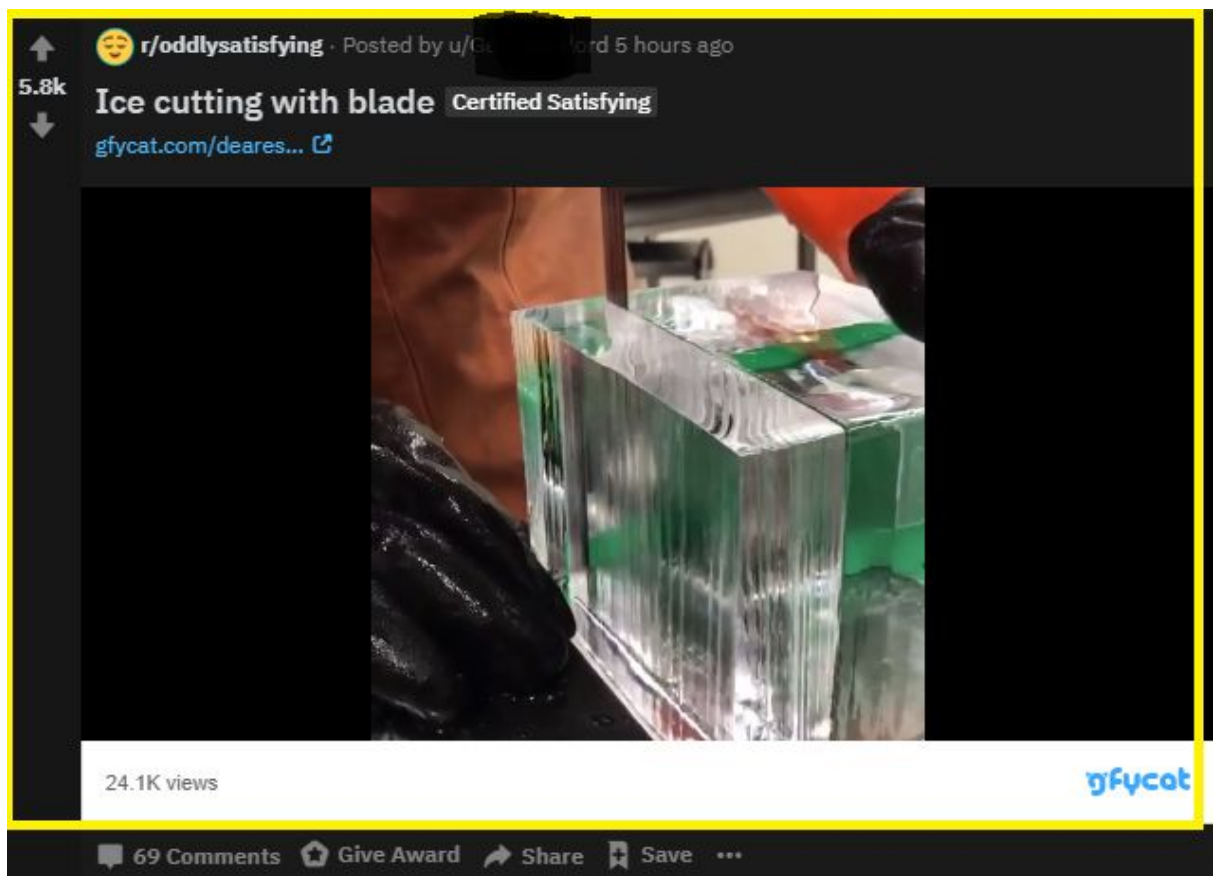 r/oddlysatisfying · Posted by u/G ord 5 hours ago
5.8k
Ice cutting with blade Certified Satisfying
gfycat.com/deares...
24.1K views
gfycat
69 Comments Give Award Share Save ...